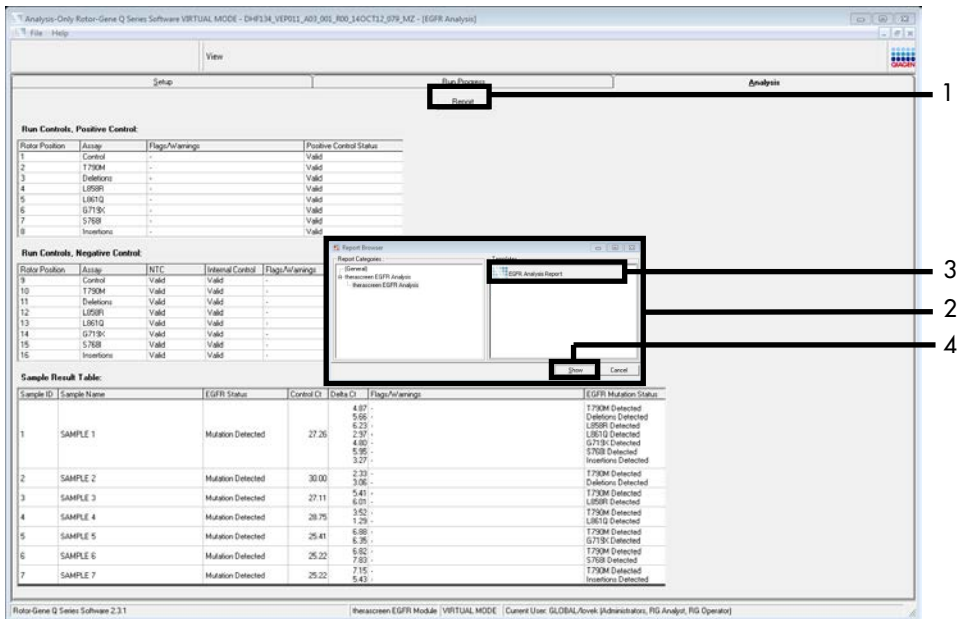 Analysis-Only Rotor-Gene Q Series Software VIRTUAL MODE - DHF134_VEP011_A03_001_R00_14OCT12_079_MZ - [EGFR Analysis]
File Help
View
QIAGEN
Setup Run Progress Analysis
Report 1
Run Controls, Positive Control:
Rotor Position Assay Flags/Warnings Positive Control Status
1 Control - Valid
2 T790M - Valid
3 Deletions - Valid
4 L858R - Valid
5 L861Q - Valid
6 G719X - Valid
7 S768I - Valid
8 Insertions - Valid
Run Controls, Negative Control:
Rotor Position Assay NTC Internal Control Flags/Warnings
9 Control Valid Valid -
10 T790M Valid Valid -
11 Deletions Valid Valid -
12 L858R Valid Valid -
13 L861Q Valid Valid -
14 G719X Valid Valid -
15 S768I Valid Valid -
16 Insertions Valid Valid -
Report Browser
Report Categories Templates
(General)
therascreen EGFR Analysis
therascreen EGFR Analysis
EGFR Analysis Report 3
2
Show Cancel 4
Sample Result Table:
Sample ID Sample Name EGFR Status Control Ct Delta Ct Flags/Warnings EGFR Mutation Status
4.87 - T790M Detected
5.66 - Deletions Detected
6.23 - L858R Detected
1 SAMPLE 1 Mutation Detected 27.26 2.97 - L861Q Detected
4.80 - G719X Detected
5.95 - S768I Detected
3.27 - Insertions Detected
2 SAMPLE 2 Mutation Detected 30.00 2.33 - T790M Detected
3.06 - Deletions Detected
3 SAMPLE 3 Mutation Detected 27.11 5.41 - T790M Detected
6.01 - L858R Detected
4 SAMPLE 4 Mutation Detected 28.75 3.52 - T790M Detected
1.29 - L861Q Detected
5 SAMPLE 5 Mutation Detected 25.41 6.88 - T790M Detected
6.35 - G719X Detected
6 SAMPLE 6 Mutation Detected 25.22 6.82 - T790M Detected
7.83 - S768I Detected
7 SAMPLE 7 Mutation Detected 25.22 7.15 - T790M Detected
5.43 - Insertions Detected
Rotor-Gene Q Series Software 2.3.1 therascreen EGFR Module VIRTUAL MODE Current User: GLOBAL/lovek (Administrators, RG Analyst, RG Operator)